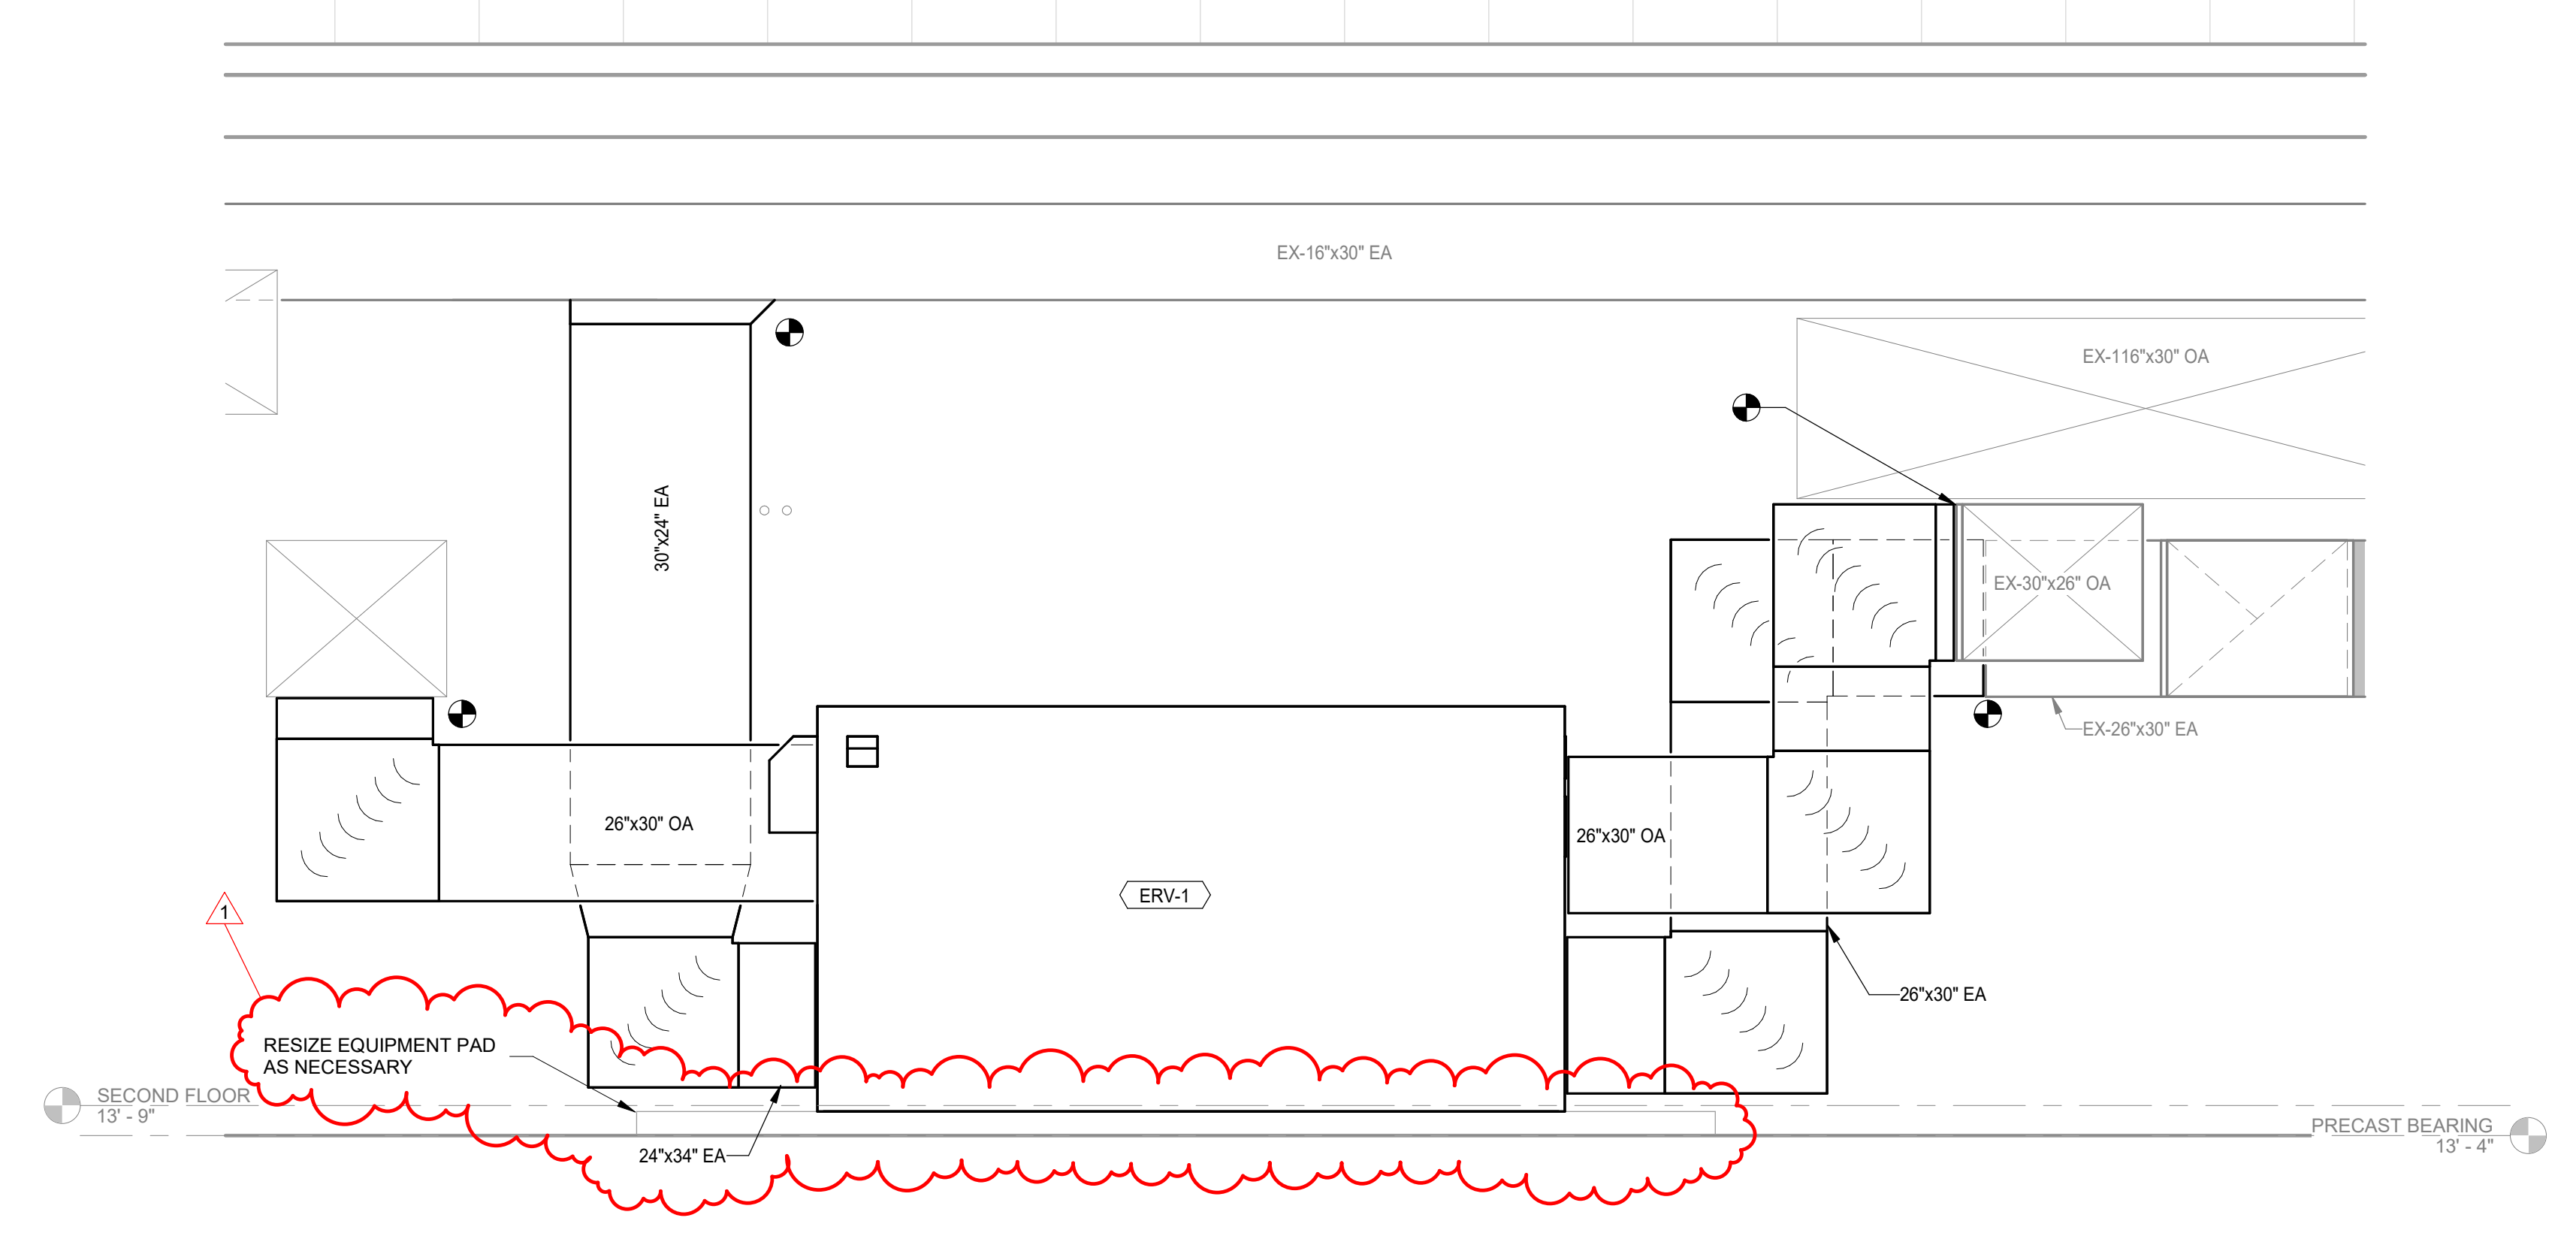 EX-16"x30" EA
EX-116"x30" OA
30"x24" EA
EX-30"x26" OA
EX-26"x30" EA
26"x30" OA
26"x30" OA
ERV-1
1
26"x30" EA
RESIZE EQUIPMENT PAD
AS NECESSARY
SECOND FLOOR
13' - 9"
PRECAST BEARING
13' - 4"
24"x34" EA